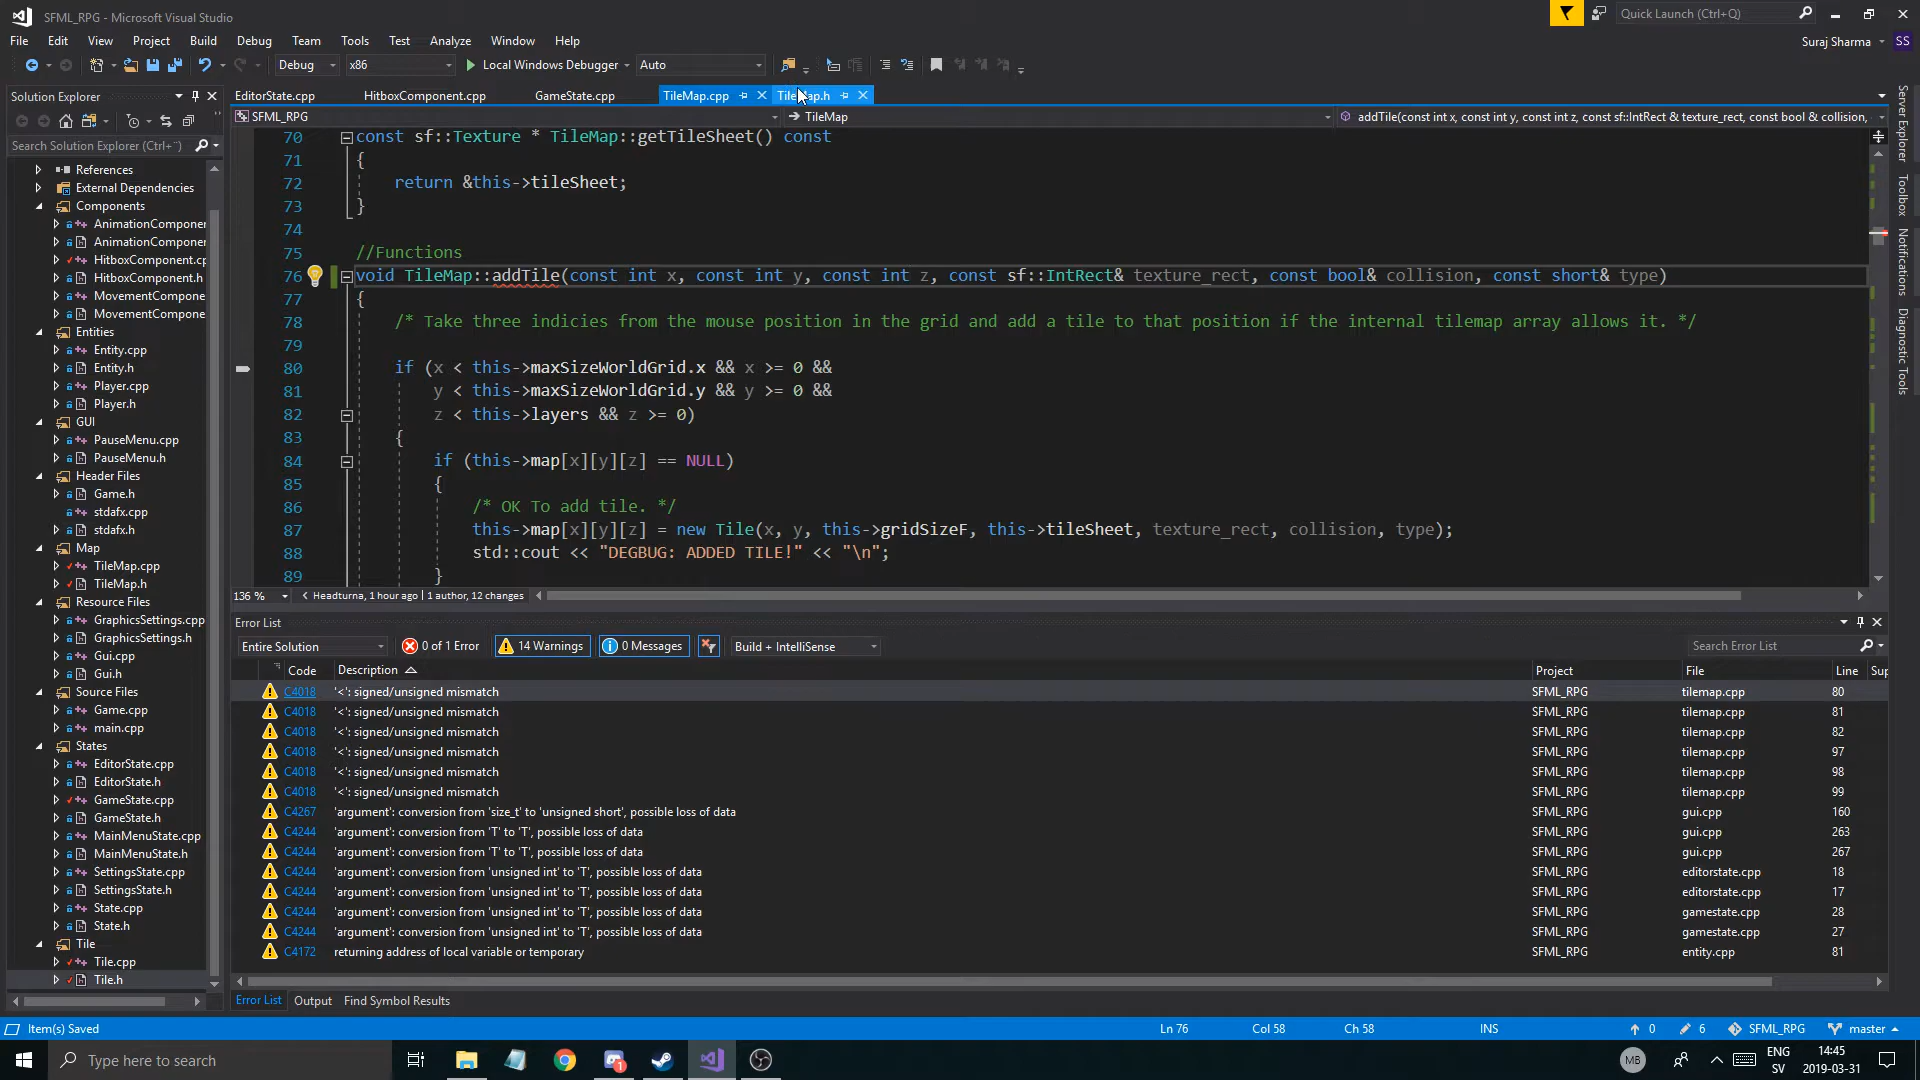 SFML_RPG - Microsoft Visual Studio
Quick Launch (Ctrl+Q)
File Edit View Project Build Debug Team Tools Test Analyze Window Help
Suraj Sharma
SS
Debug x86 Local Windows Debugger Auto
Solution Explorer
EditorState.cpp HitboxComponent.cpp GameState.cpp TileMap.cpp
SFML_RPG TileMap addTile(const int x, const int y, const int z, const sf::IntRect & texture_rect, const bool & collision,
Search Solution Explorer (Ctrl+¨)
References
External Dependencies
Components
AnimationComponer
AnimationComponer
HitboxComponent.cp
HitboxComponent.h
MovementCompone
MovementCompone
Entities
Entity.cpp
Entity.h
Player.cpp
Player.h
GUI
PauseMenu.cpp
PauseMenu.h
Header Files
Game.h
stdafx.cpp
stdafx.h
Map
TileMap.cpp
TileMap.h
Resource Files
GraphicsSettings.cpp
GraphicsSettings.h
Gui.cpp
Gui.h
Source Files
Game.cpp
main.cpp
States
EditorState.cpp
EditorState.h
GameState.cpp
GameState.h
MainMenuState.cpp
MainMenuState.h
SettingsState.cpp
SettingsState.h
State.cpp
State.h
Tile
Tile.cpp
Tile.h
70 const sf::Texture * TileMap::getTileSheet() const
71 {
72 return &this->tileSheet;
73 }
74
75 //Functions
76 void TileMap::addTile(const int x, const int y, const int z, const sf::IntRect& texture_rect, const bool& collision, const short& type)
77 {
78 /* Take three indicies from the mouse position in the grid and add a tile to that position if the internal tilemap array allows it. */
79
80 if (x < this->maxSizeWorldGrid.x && x >= 0 &&
81 y < this->maxSizeWorldGrid.y && y >= 0 &&
82 z < this->layers && z >= 0)
83 {
84 if (this->map[x][y][z] == NULL)
85 {
86 /* OK To add tile. */
87 this->map[x][y][z] = new Tile(x, y, this->gridSizeF, this->tileSheet, texture_rect, collision, type);
88 std::cout << "DEGBUG: ADDED TILE!" << "\n";
89 }
136 % Headturna, 1 hour ago | 1 author, 12 changes
Server Explorer
Toolbox
Notifications
Diagnostic Tools
Error List
Entire Solution 0 of 1 Error 14 Warnings 0 Messages Build + IntelliSense Search Error List
Code Description Project File Line Sup
C4018 '<': signed/unsigned mismatch SFML_RPG tilemap.cpp 80
C4018 '<': signed/unsigned mismatch SFML_RPG tilemap.cpp 81
C4018 '<': signed/unsigned mismatch SFML_RPG tilemap.cpp 82
C4018 '<': signed/unsigned mismatch SFML_RPG tilemap.cpp 97
C4018 '<': signed/unsigned mismatch SFML_RPG tilemap.cpp 98
C4018 '<': signed/unsigned mismatch SFML_RPG tilemap.cpp 99
C4267 'argument': conversion from 'size_t' to 'unsigned short', possible loss of data SFML_RPG gui.cpp 160
C4244 'argument': conversion from 'T' to 'T', possible loss of data SFML_RPG gui.cpp 263
C4244 'argument': conversion from 'T' to 'T', possible loss of data SFML_RPG gui.cpp 267
C4244 'argument': conversion from 'unsigned int' to 'T', possible loss of data SFML_RPG editorstate.cpp 18
C4244 'argument': conversion from 'unsigned int' to 'T', possible loss of data SFML_RPG editorstate.cpp 17
C4244 'argument': conversion from 'unsigned int' to 'T', possible loss of data SFML_RPG gamestate.cpp 28
C4244 'argument': conversion from 'unsigned int' to 'T', possible loss of data SFML_RPG gamestate.cpp 27
C4172 returning address of local variable or temporary SFML_RPG entity.cpp 81
Error List Output Find Symbol Results
Item(s) Saved Ln 76 Col 58 Ch 58 INS 0 6 SFML_RPG master
Type here to search
MB
ENG
SV
14:45
2019-03-31